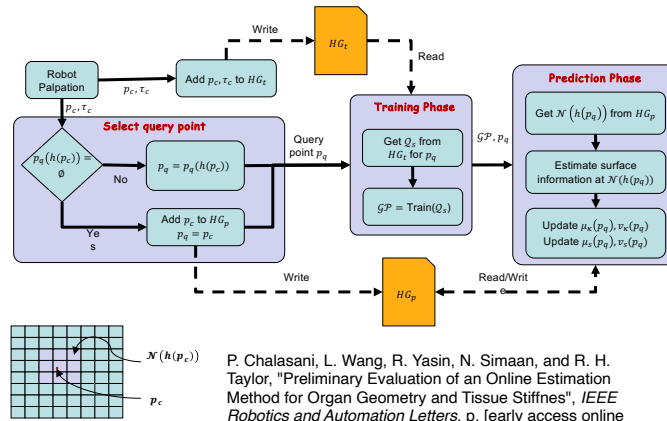 Write
HG_t
Read
Robot
Palpation
p_c, τ_c
Add p_c, τ_c to HG_t
p_c, τ_c
Select query point
p_q(h(p_c)) =
∅
No
p_q = p_q(h(p_c))
Ye
s
Add p_c to HG_p
p_q = p_c
Query
point p_q
Training Phase
Get Q_s from
HG_t for p_q
𝒢𝒫 = Train(Q_s)
𝒢𝒫, p_q
Prediction Phase
Get 𝒩(h(p_q)) from HG_p
Estimate surface
information at 𝒩(h(p_q))
Update μ_κ(p_q), v_κ(p_q)
Update μ_s(p_q), v_s(p_q)
Write
HG_p
Read/Writ
e
𝒩(h(p_c))
p_c
P. Chalasani, L. Wang, R. Yasin, N. Simaan, and R. H.
Taylor, "Preliminary Evaluation of an Online Estimation
Method for Organ Geometry and Tissue Stiffnes", IEEE
Robotics and Automation Letters, p. [early access online